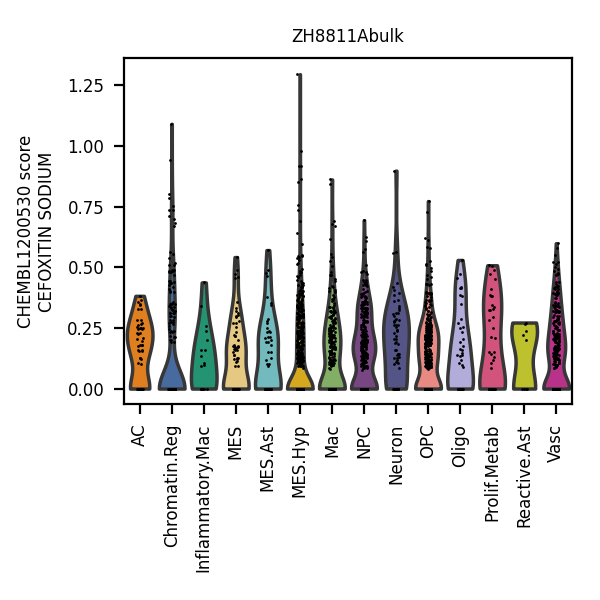 ZH8811Abulk
CHEMBL1200530 score
CEFOXITIN SODIUM
1.25
1.00
0.75
0.50
0.25
0.00
AC
Chromatin.Reg
Inflammatory.Mac
MES
MES.Ast
MES.Hyp
Mac
NPC
Neuron
OPC
Oligo
Prolif.Metab
Reactive.Ast
Vasc